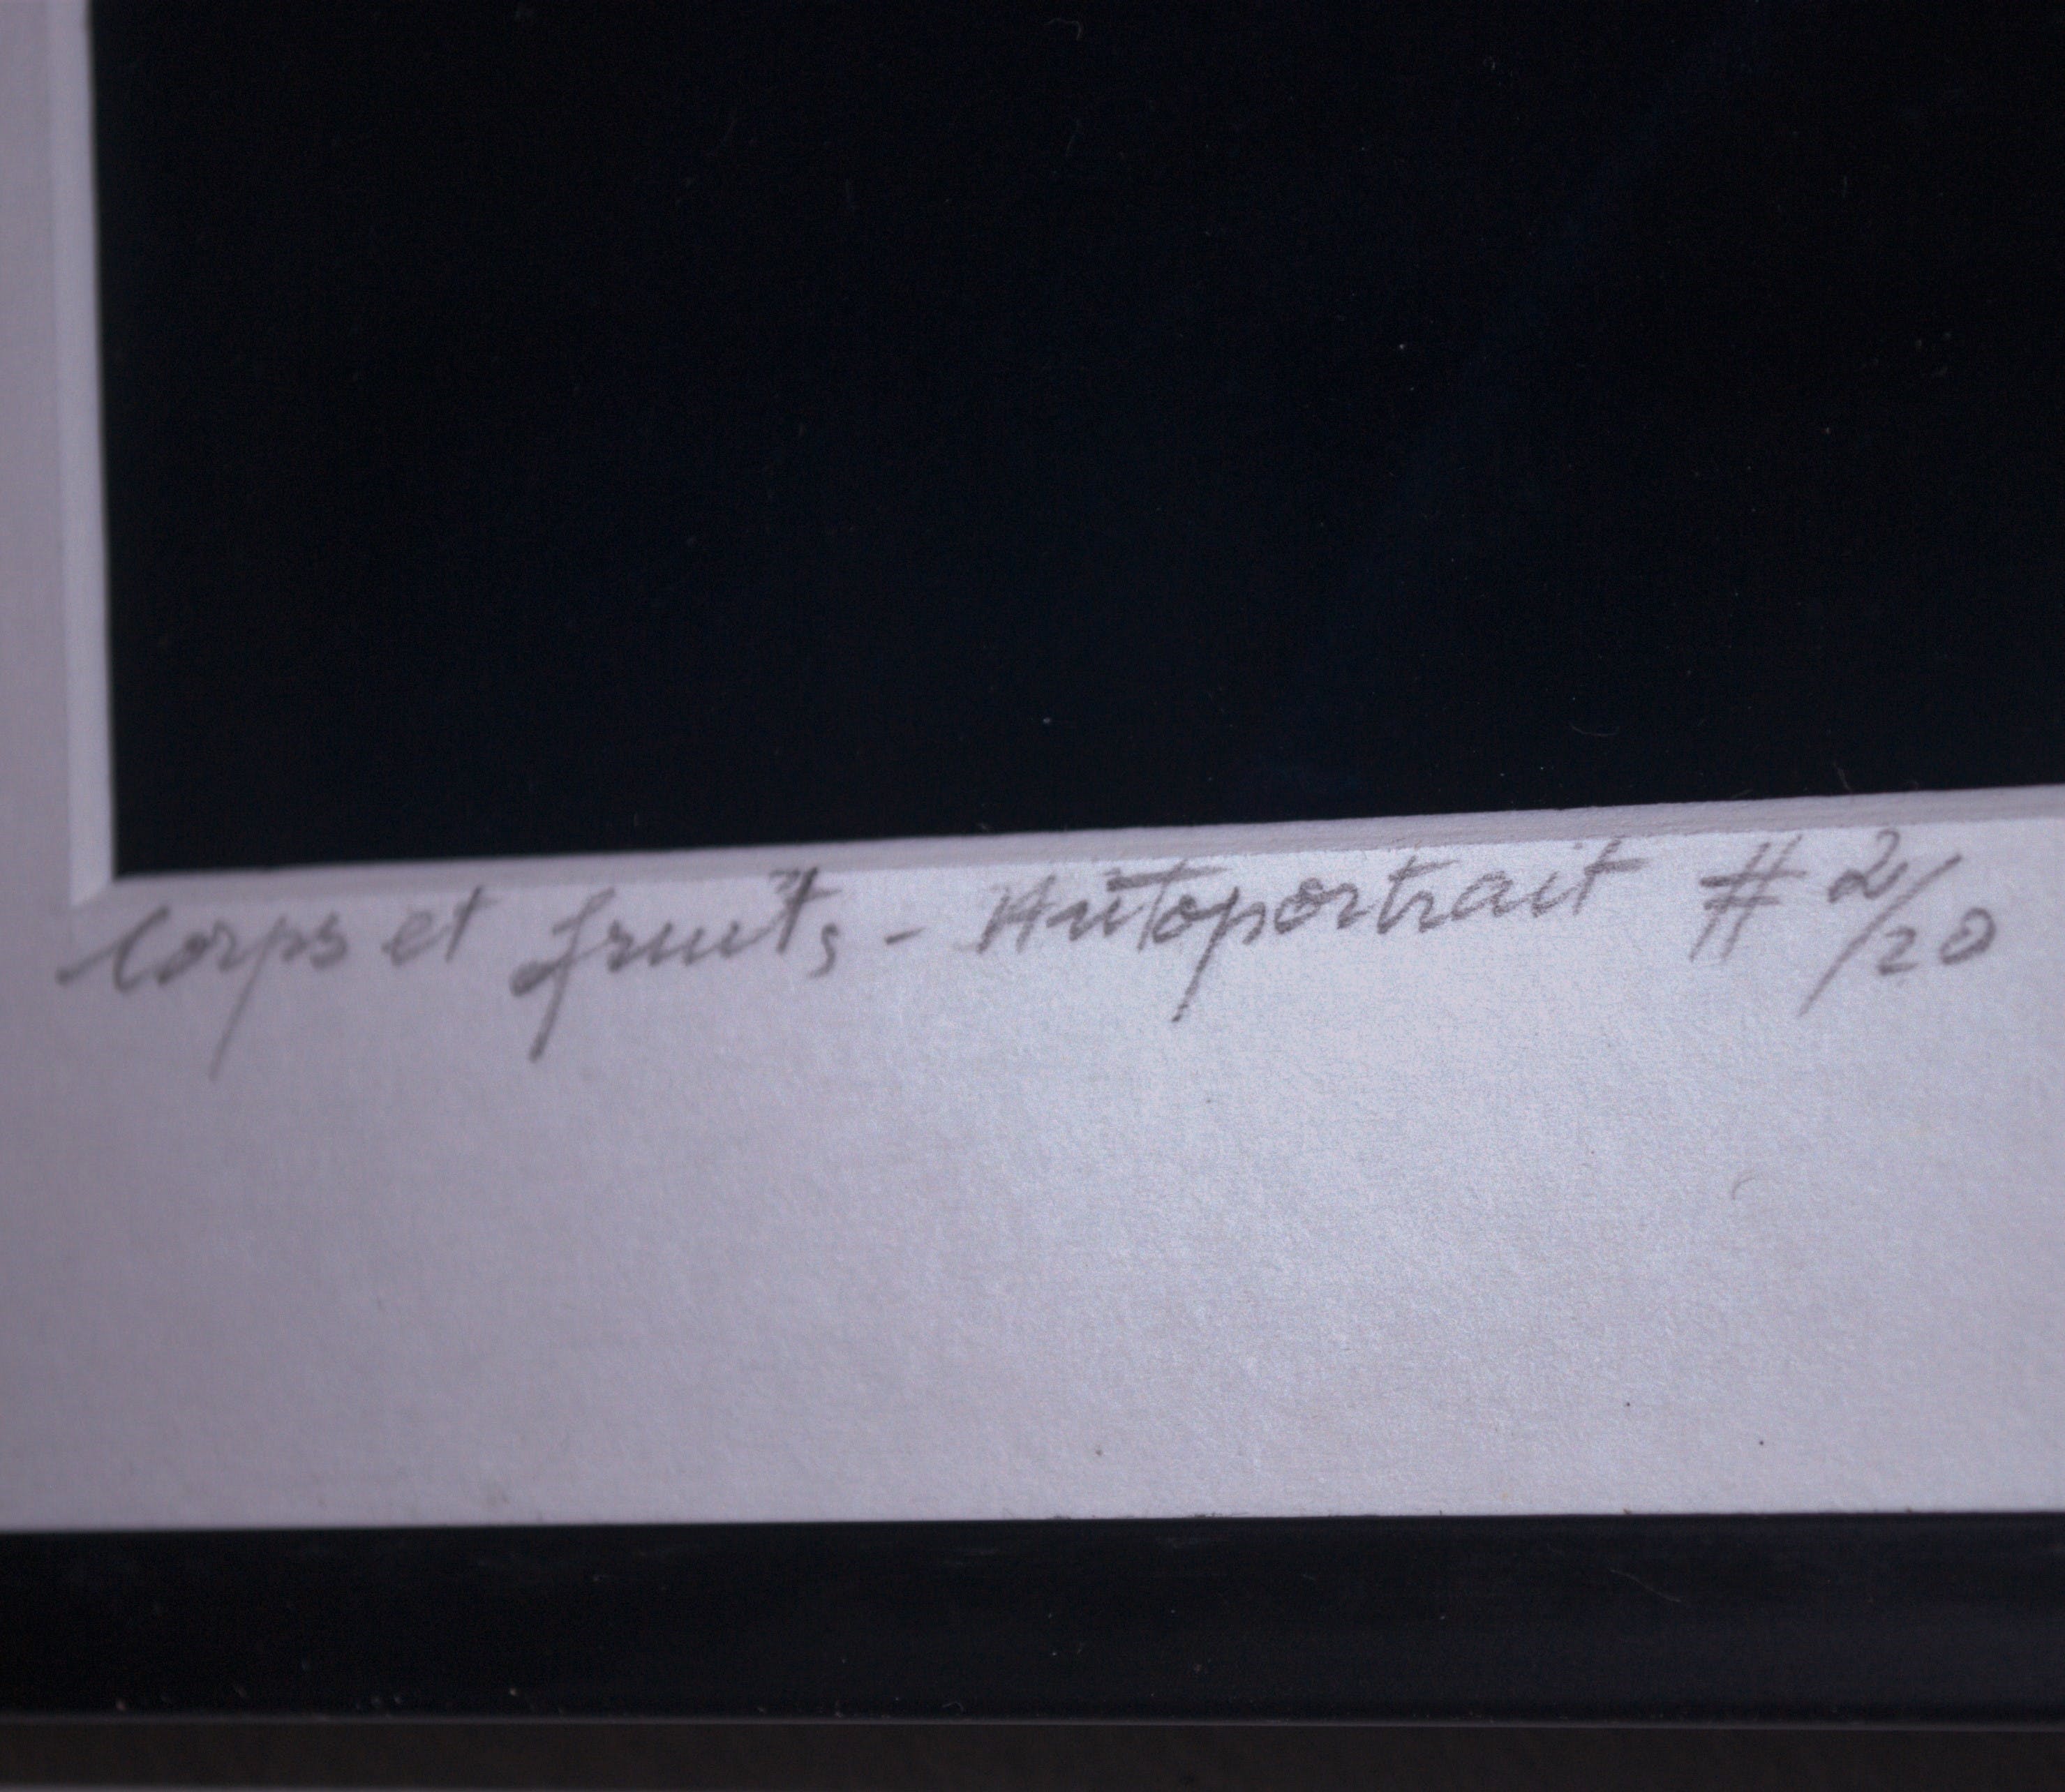 Corps et fruits - Autoportrait # 2/20